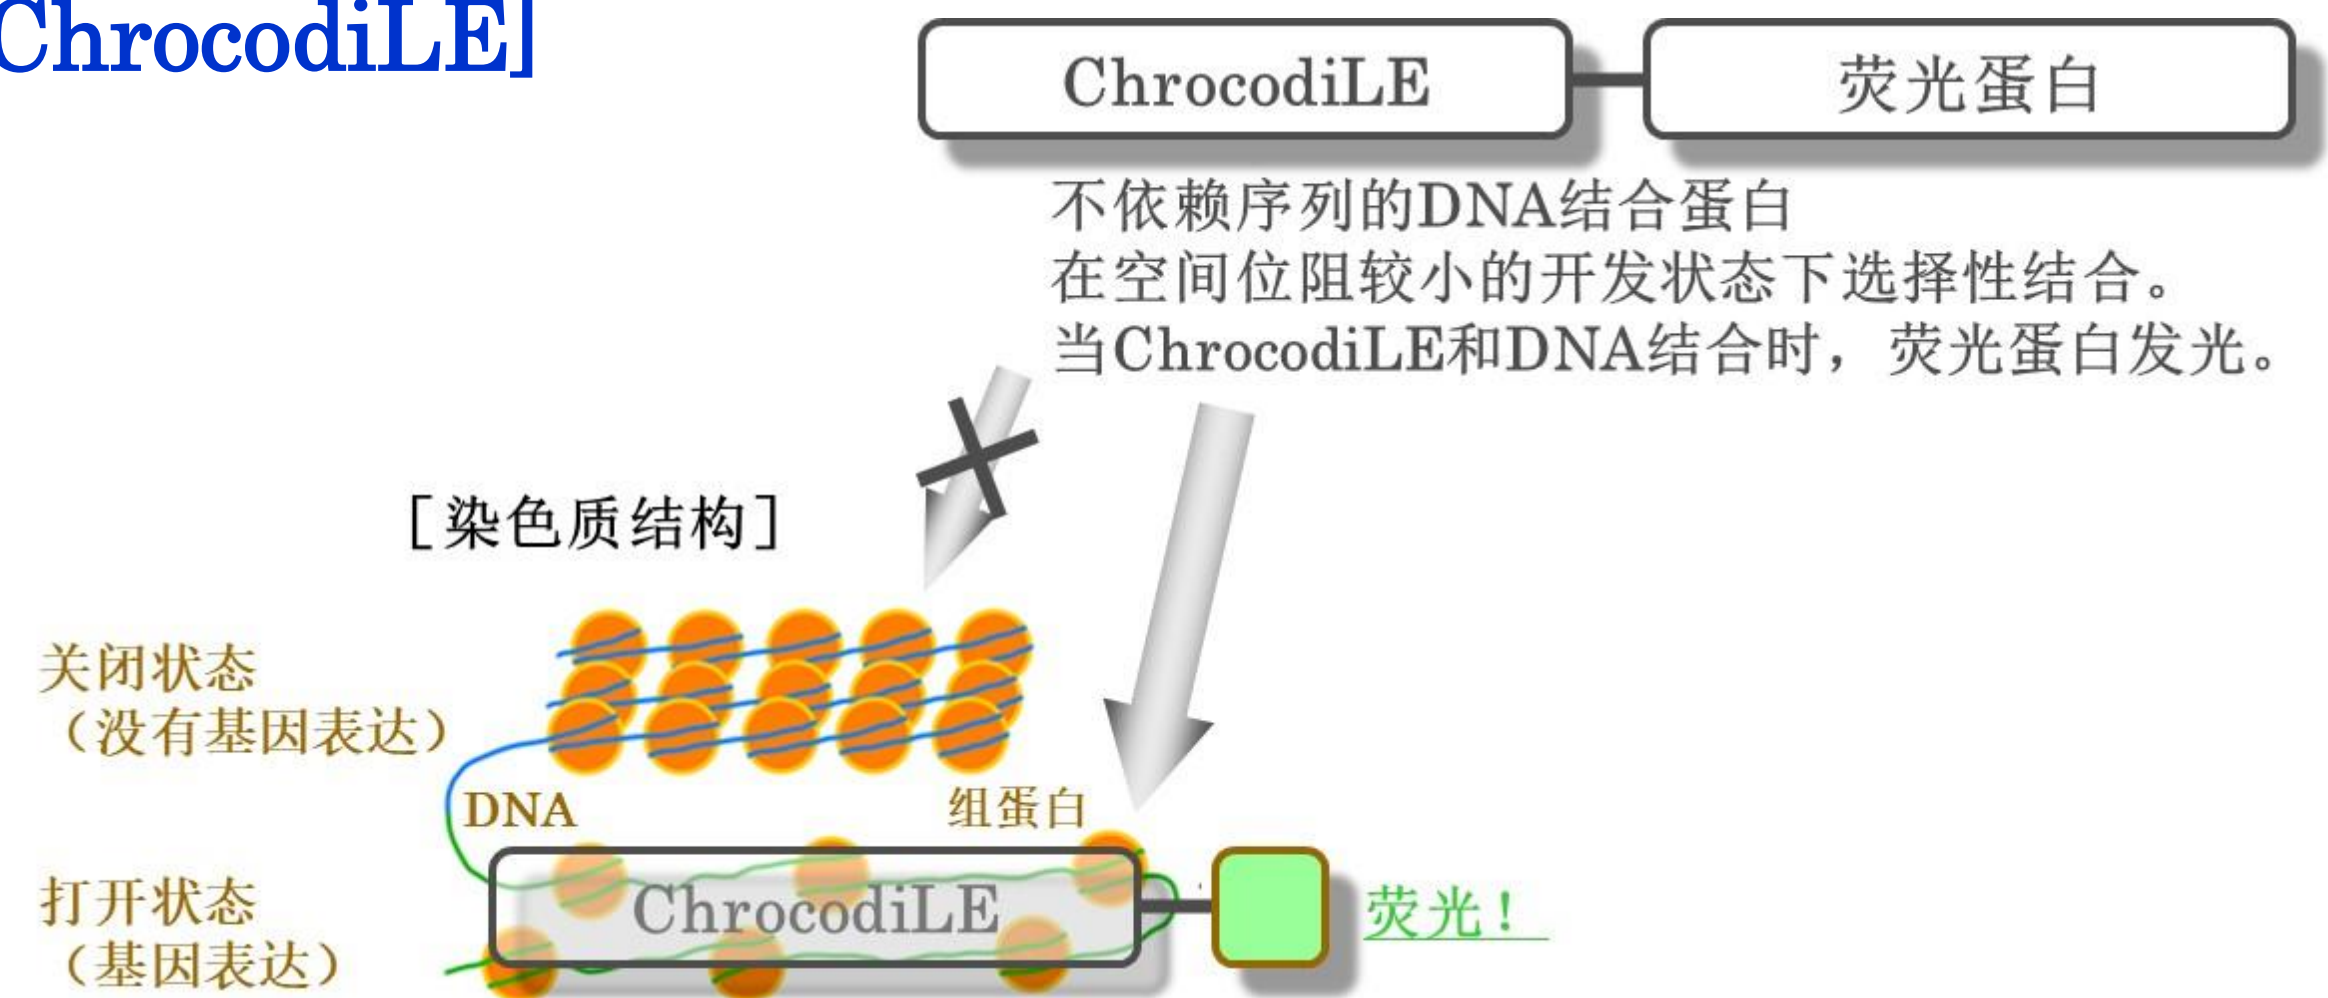 ChrocodiLE]
ChrocodiLE
荧光蛋白
不依赖序列的DNA结合蛋白
在空间位阻较小的开发状态下选择性结合。
当ChrocodiLE和DNA结合时，荧光蛋白发光。
[染色质结构]
关闭状态
（没有基因表达）
DNA
组蛋白
打开状态
（基因表达）
ChrocodiLE
荧光！